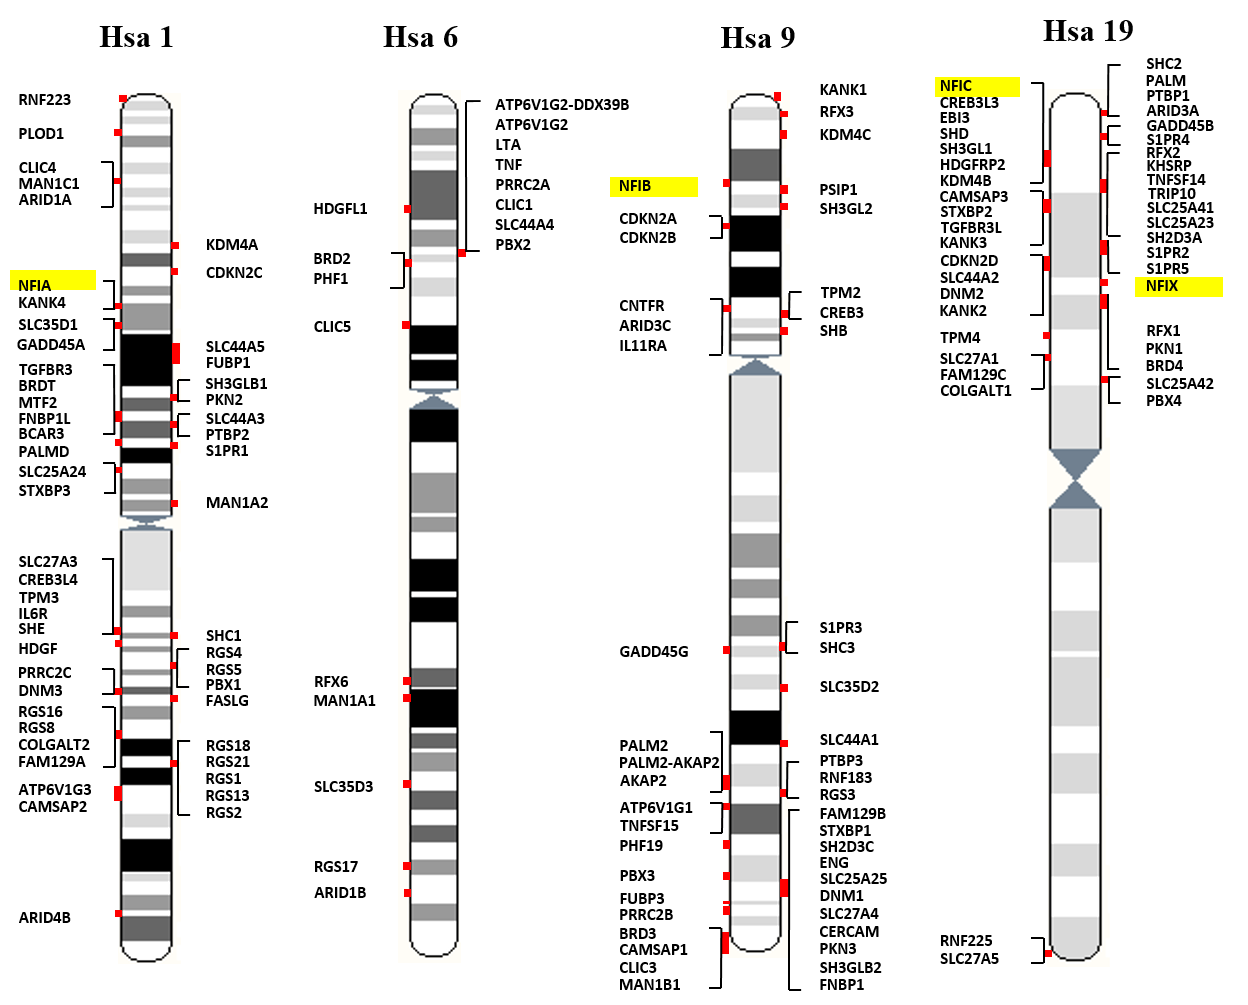 Hsa 1
RNF223
PLOD1
CLIC4
MAN1C1
ARID1A
NFIA
KANK4
SLC35D1
GADD45A
TGFBR3
BRDT
MTF2
FNBP1L
BCAR3
PALMD
SLC25A24
STXBP3
SLC27A3
CREB3L4
TPM3
IL6R
SHE
HDGF
PRRC2C
DNM3
RGS16
RGS8
COLGALT2
FAM129A
ATP6V1G3
CAMSAP2
ARID4B
KDM4A
CDKN2C
SLC44A5
FUBP1
SH3GLB1
PKN2
SLC44A3
PTBP2
S1PR1
MAN1A2
SHC1
RGS4
RGS5
PBX1
FASLG
RGS18
RGS21
RGS1
RGS13
RGS2
Hsa 6
HDGFL1
BRD2
PHF1
CLIC5
RFX6
MAN1A1
SLC35D3
RGS17
ARID1B
ATP6V1G2-DDX39B
ATP6V1G2
LTA
TNF
PRRC2A
CLIC1
SLC44A4
PBX2
Hsa 9
NFIB
CDKN2A
CDKN2B
CNTFR
ARID3C
IL11RA
GADD45G
PALM2
PALM2-AKAP2
AKAP2
ATP6V1G1
TNFSF15
PHF19
PBX3
FUBP3
PRRC2B
BRD3
CAMSAP1
CLIC3
MAN1B1
KANK1
RFX3
KDM4C
PSIP1
SH3GL2
TPM2
CREB3
SHB
S1PR3
SHC3
SLC35D2
SLC44A1
PTBP3
RNF183
RGS3
FAM129B
STXBP1
SH2D3C
ENG
SLC25A25
DNM1
SLC27A4
CERCAM
PKN3
SH3GLB2
FNBP1
Hsa 19
NFIC
CREB3L3
EBI3
SHD
SH3GL1
HDGFRP2
KDM4B
CAMSAP3
STXBP2
TGFBR3L
KANK3
CDKN2D
SLC44A2
DNM2
KANK2
TPM4
SLC27A1
FAM129C
COLGALT1
RNF225
SLC27A5
SHC2
PALM
PTBP1
ARID3A
GADD45B
S1PR4
RFX2
KHSRP
TNFSF14
TRIP10
SLC25A41
SLC25A23
SH2D3A
S1PR2
S1PR5
NFIX
RFX1
PKN1
BRD4
SLC25A42
PBX4